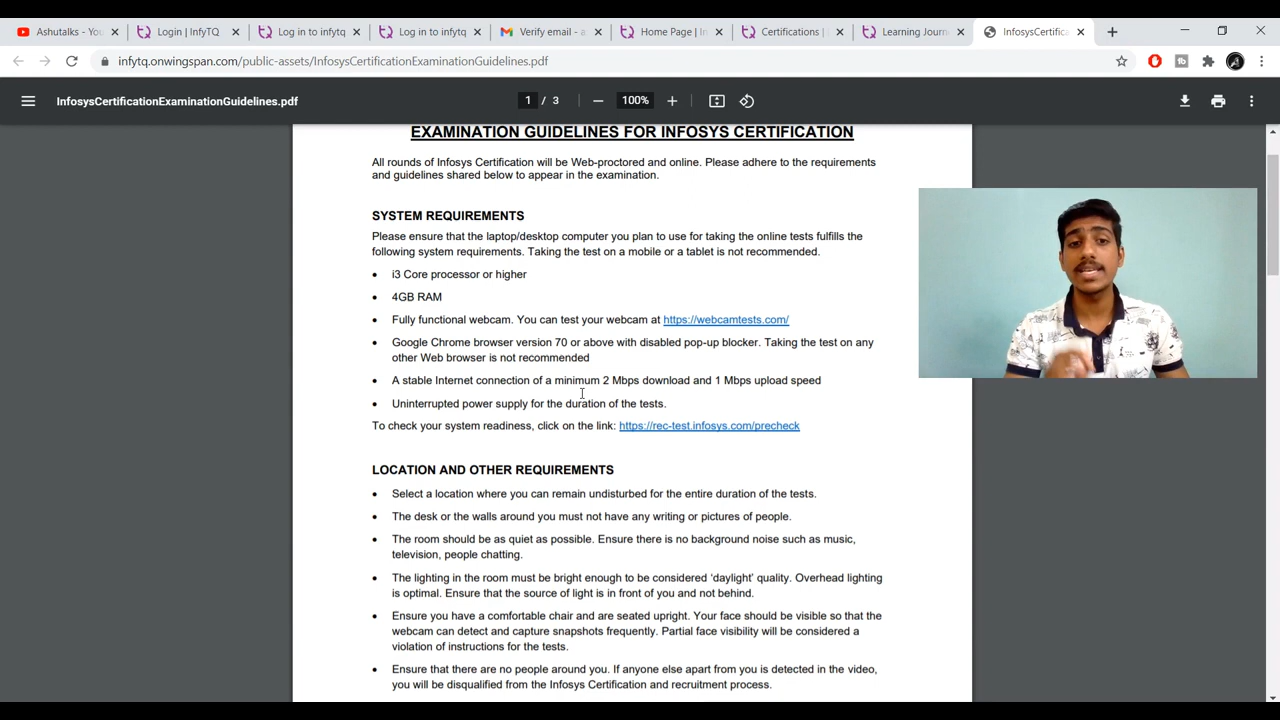 Ashutalks - You
Login | InfyTQ
Log in to infytq
Log in to infytq
Verify email - a
Home Page | In
Certifications |
Learning Journ
InfosysCertifica
infytq.onwingspan.com/public-assets/InfosysCertificationExaminationGuidelines.pdf
InfosysCertificationExaminationGuidelines.pdf
1 / 3
100%
EXAMINATION GUIDELINES FOR INFOSYS CERTIFICATION
All rounds of Infosys Certification will be Web-proctored and online. Please adhere to the requirements
and guidelines shared below to appear in the examination.
SYSTEM REQUIREMENTS
Please ensure that the laptop/desktop computer you plan to use for taking the online tests fulfills the
following system requirements. Taking the test on a mobile or a tablet is not recommended.
• i3 Core processor or higher
• 4GB RAM
• Fully functional webcam. You can test your webcam at https://webcamtests.com/
• Google Chrome browser version 70 or above with disabled pop-up blocker. Taking the test on any
other Web browser is not recommended
• A stable Internet connection of a minimum 2 Mbps download and 1 Mbps upload speed
• Uninterrupted power supply for the duration of the tests.
To check your system readiness, click on the link: https://rec-test.infosys.com/precheck
LOCATION AND OTHER REQUIREMENTS
• Select a location where you can remain undisturbed for the entire duration of the tests.
• The desk or the walls around you must not have any writing or pictures of people.
• The room should be as quiet as possible. Ensure there is no background noise such as music,
television, people chatting.
• The lighting in the room must be bright enough to be considered ‘daylight’ quality. Overhead lighting
is optimal. Ensure that the source of light is in front of you and not behind.
• Ensure you have a comfortable chair and are seated upright. Your face should be visible so that the
webcam can detect and capture snapshots frequently. Partial face visibility will be considered a
violation of instructions for the tests.
• Ensure that there are no people around you. If anyone else apart from you is detected in the video,
you will be disqualified from the Infosys Certification and recruitment process.